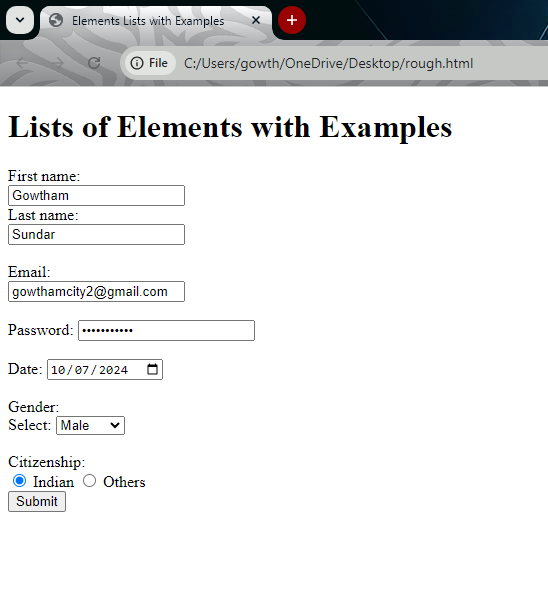 Elements Lists with Examples
File C:/Users/gowth/OneDrive/Desktop/rough.html
Lists of Elements with Examples
First name:
Gowtham
Last name:
Sundar
Email:
gowthamcity2@gmail.com
Password: •••••••••••
Date: 10/07/2024
Gender:
Select: Male
Citizenship:
Indian Others
Submit